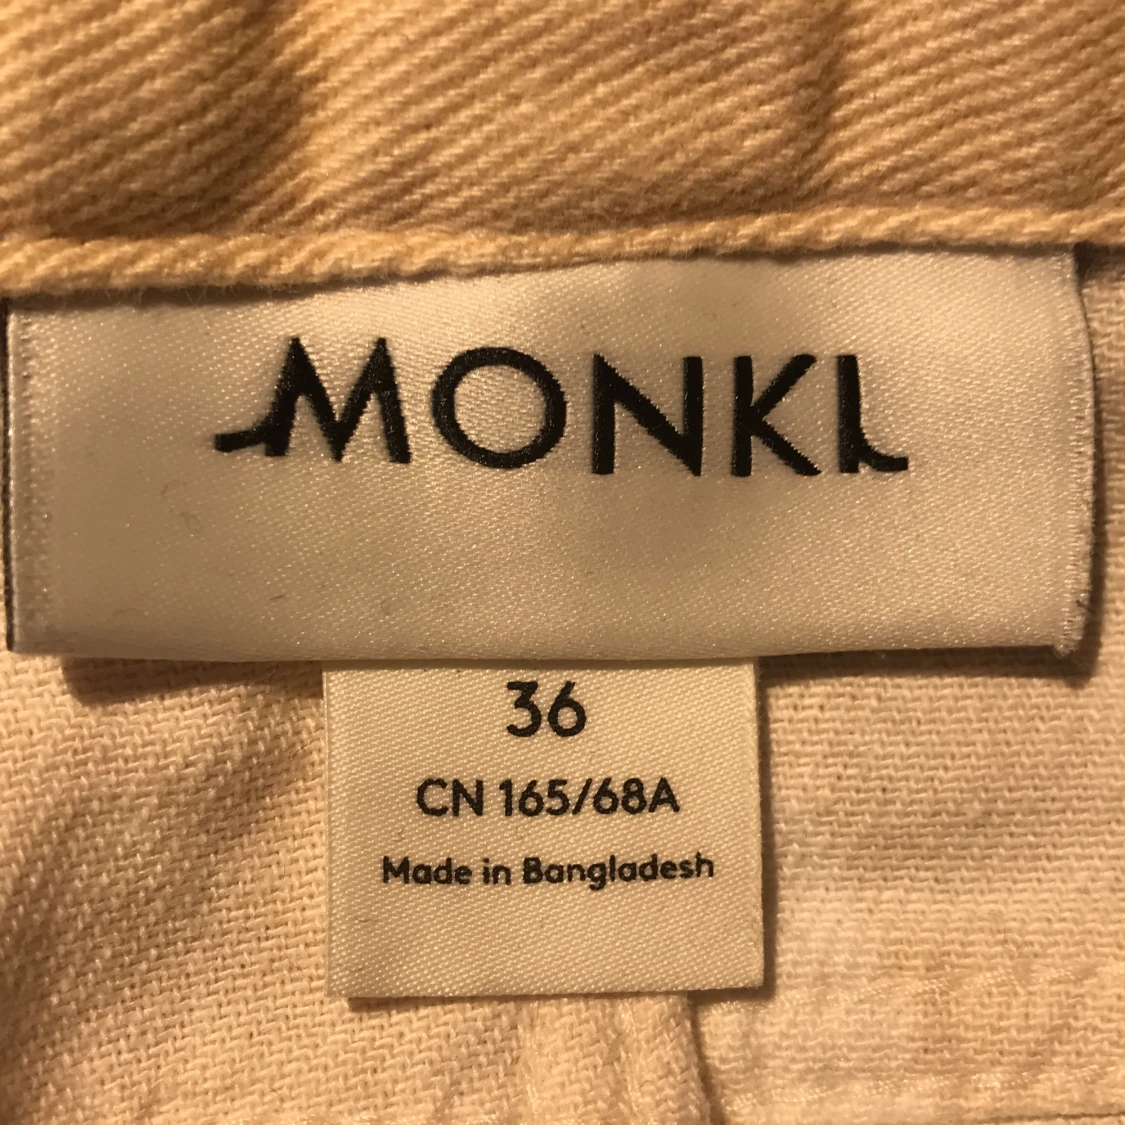 MONKI
36
CN 165/68A
Made in Bangladesh